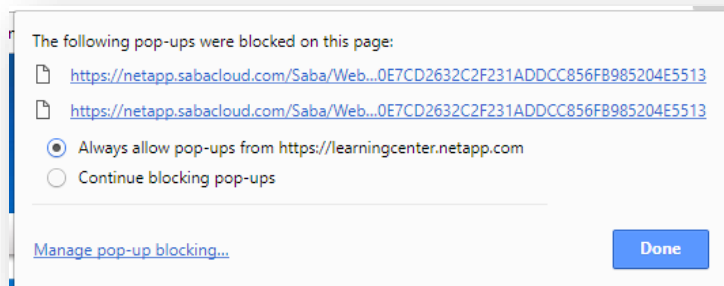 The following pop-ups were blocked on this page:
https://netapp.sabacloud.com/Saba/Web...0E7CD2632C2F231ADDCC856FB985204E5513
https://netapp.sabacloud.com/Saba/Web...0E7CD2632C2F231ADDCC856FB985204E5513
Always allow pop-ups from https://learningcenter.netapp.com
Continue blocking pop-ups
Manage pop-up blocking...
Done